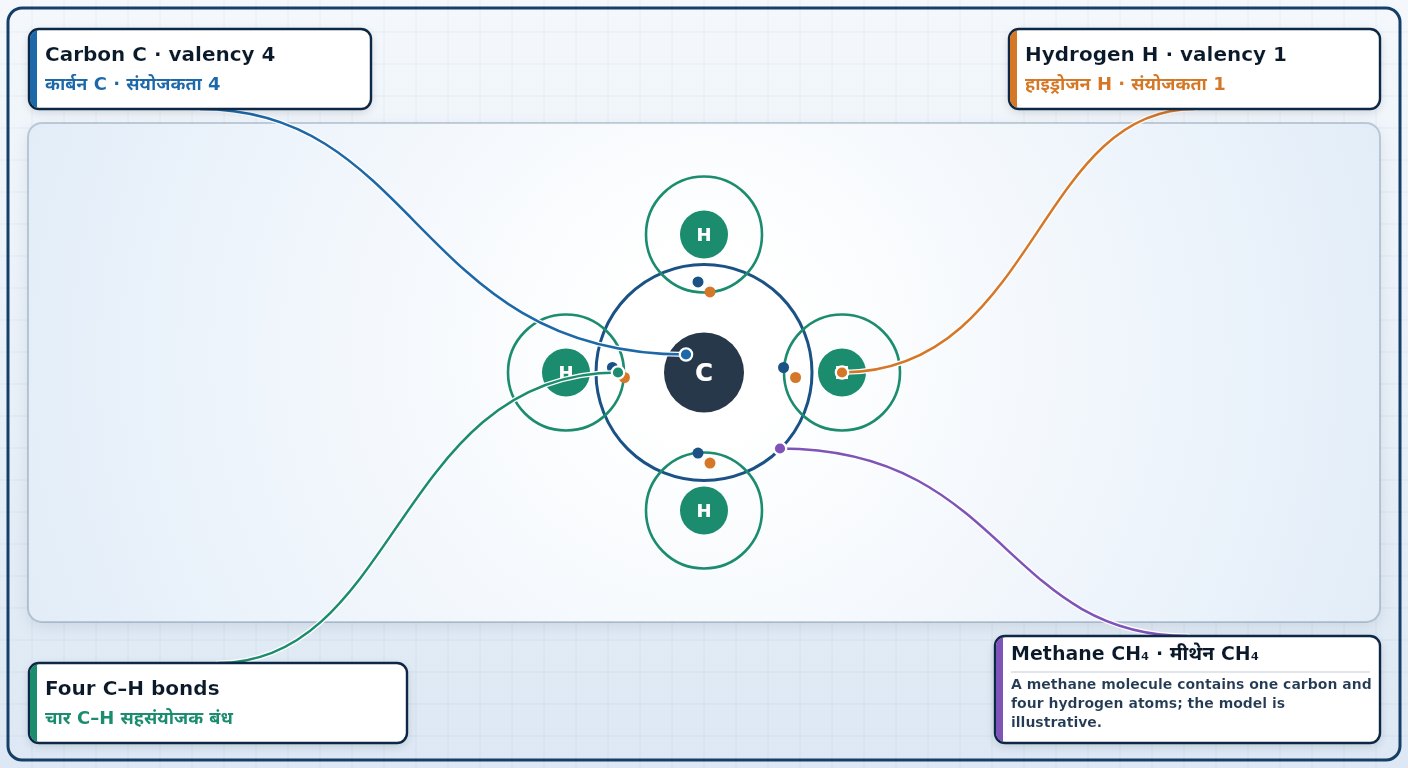 Carbon C · valency 4
कार्बन C · संयोजकता 4
Hydrogen H · valency 1
हाइड्रोजन H · संयोजकता 1
H
H
C
H
H
Four C–H bonds
चार C–H सहसंयोजक बंध
Methane CH₄ · मीथेन CH₄
A methane molecule contains one carbon and
four hydrogen atoms; the model is
illustrative.